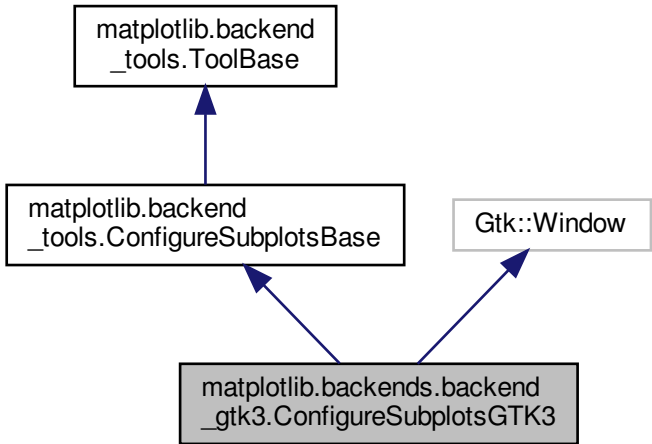 matplotlib.backend
_tools.ToolBase
matplotlib.backend
_tools.ConfigureSubplotsBase
Gtk::Window
matplotlib.backends.backend
_gtk3.ConfigureSubplotsGTK3